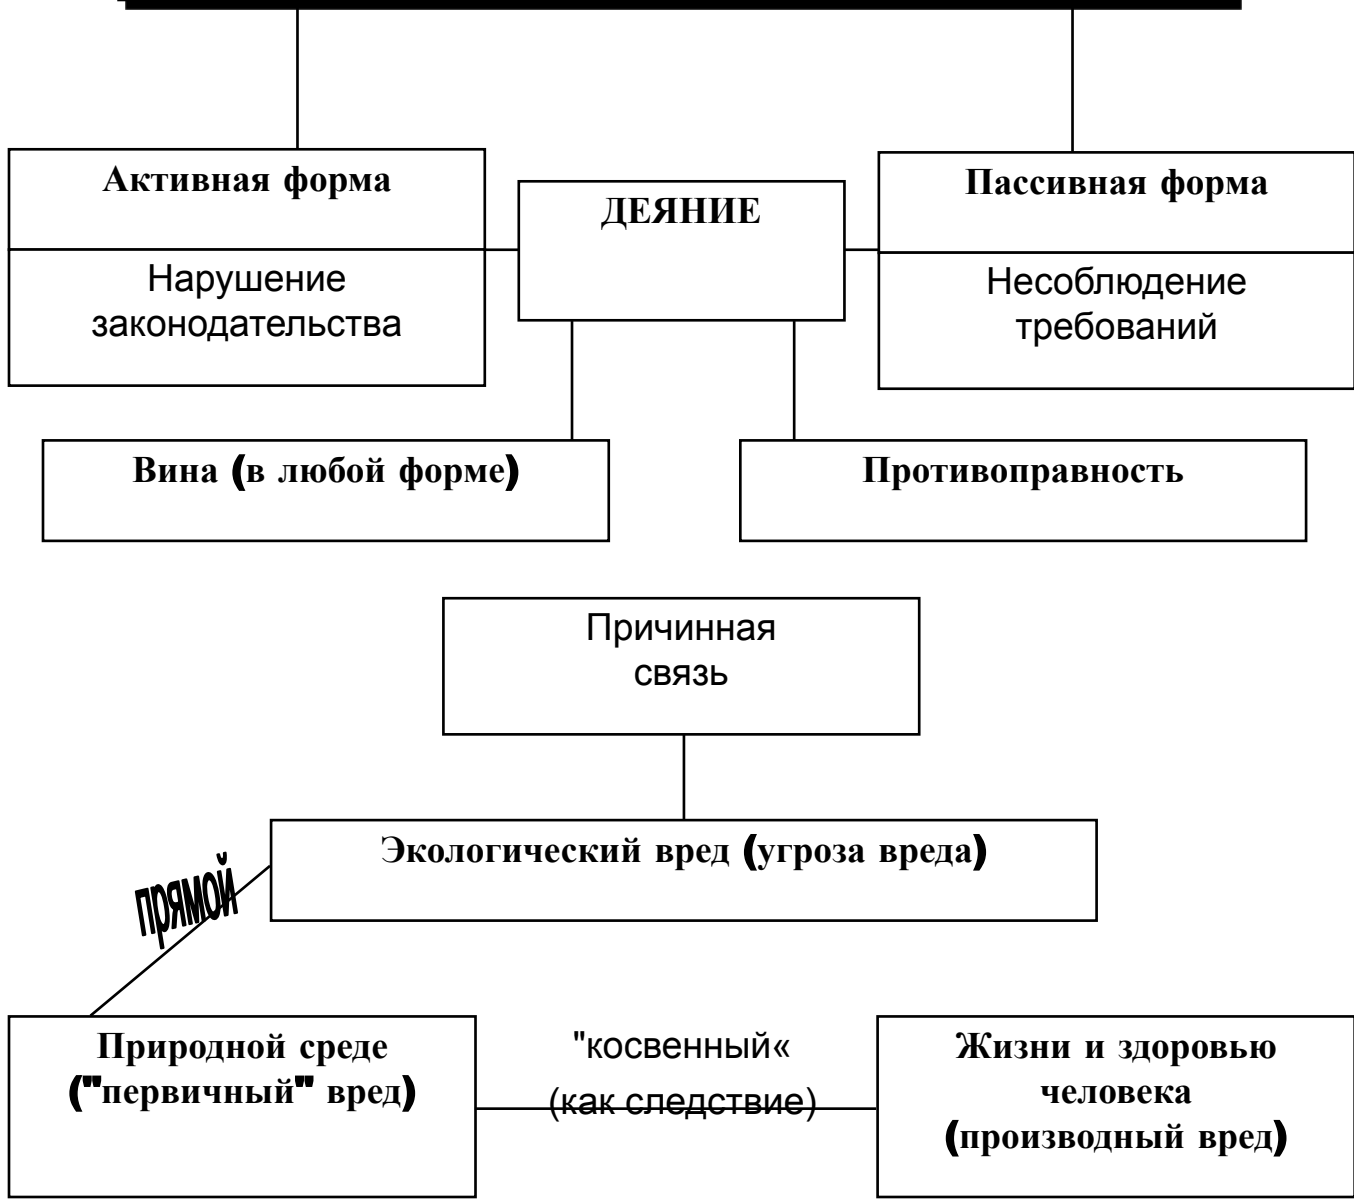 Активная форма
Нарушение
законодательства
ДЕЯНИЕ
Пассивная форма
Несоблюдение
требований
Вина (в любой форме)
Противоправность
Причинная
связь
Экологический вред (угроза вреда)
прямой
Природной среде
("первичный" вред)
"косвенный«
(как следствие)
Жизни и здоровью
человека
(производный вред)